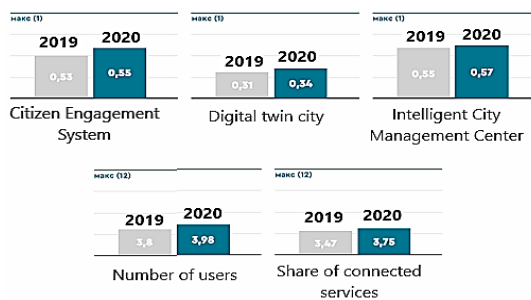 макс (1)
2019 2020
0,53 0,55
Citizen Engagement
System
макс (1)
2019 2020
0,31 0,34
Digital twin city
макс (1)
2019 2020
0,55 0,57
Intelligent City
Management Center
макс (12)
2019 2020
3,8 3,98
Number of users
макс (12)
2019 2020
3,47 3,75
Share of connected
services